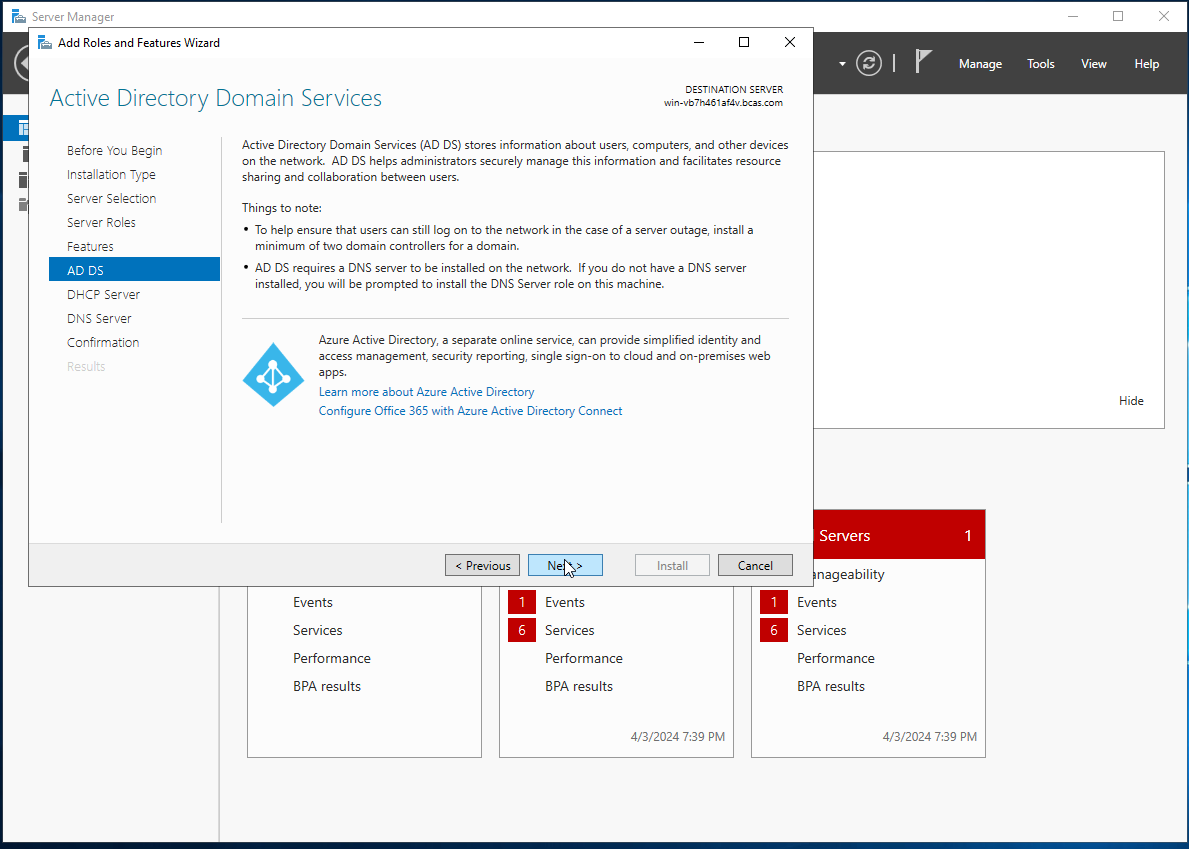 Server Manager
Add Roles and Features Wizard
Manage
Tools
View
Help
Active Directory Domain Services
DESTINATION SERVER
win-vb7h461af4v.bcas.com
Before You Begin
Installation Type
Server Selection
Server Roles
Features
AD DS
DHCP Server
DNS Server
Confirmation
Results
Active Directory Domain Services (AD DS) stores information about users, computers, and other devices
on the network. AD DS helps administrators securely manage this information and facilitates resource
sharing and collaboration between users.
Things to note:
• To help ensure that users can still log on to the network in the case of a server outage, install a
minimum of two domain controllers for a domain.
• AD DS requires a DNS server to be installed on the network. If you do not have a DNS server
installed, you will be prompted to install the DNS Server role on this machine.
Azure Active Directory, a separate online service, can provide simplified identity and
access management, security reporting, single sign-on to cloud and on-premises web
apps.
Learn more about Azure Active Directory
Configure Office 365 with Azure Active Directory Connect
Hide
< Previous
Next >
Install
Cancel
Servers 1
anageability
Events
Services
Performance
BPA results
1 Events
6 Services
Performance
BPA results
4/3/2024 7:39 PM
1 Events
6 Services
Performance
BPA results
4/3/2024 7:39 PM